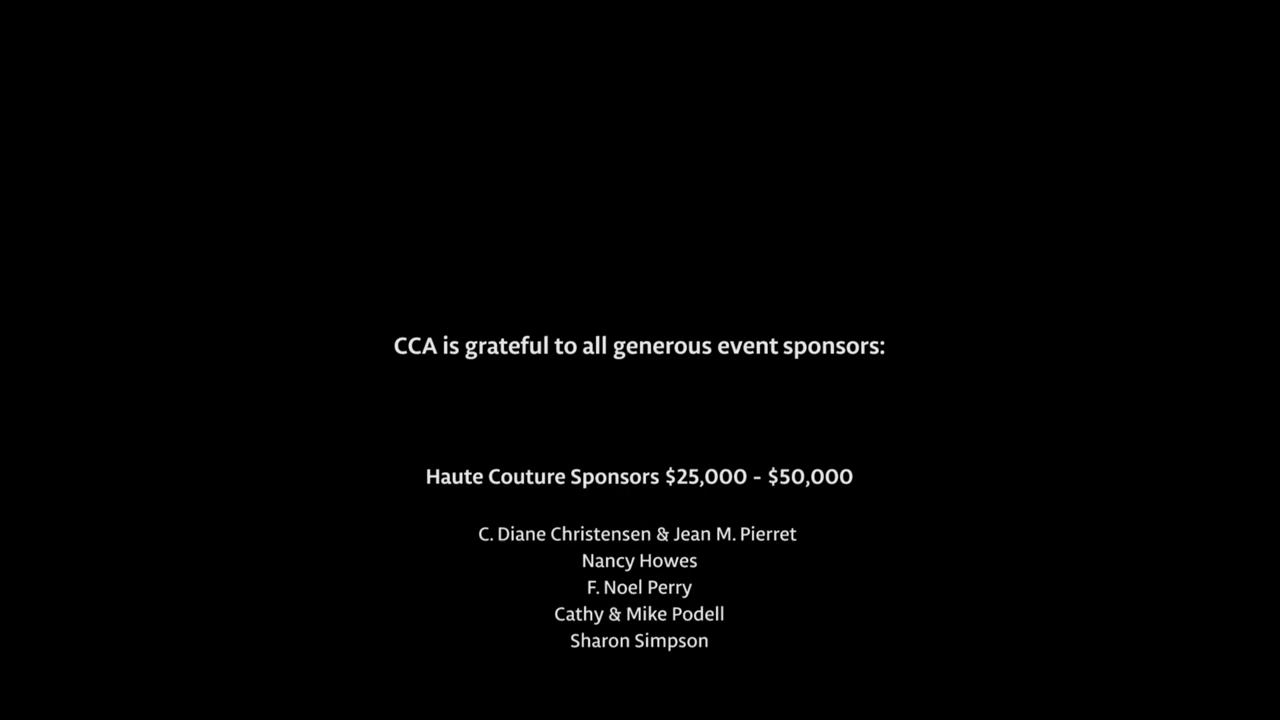 CCA is grateful to all generous event sponsors:
Haute Couture Sponsors $25,000 - $50,000
C. Diane Christensen & Jean M. Pierret
Nancy Howes
F. Noel Perry
Cathy & Mike Podell
Sharon Simpson